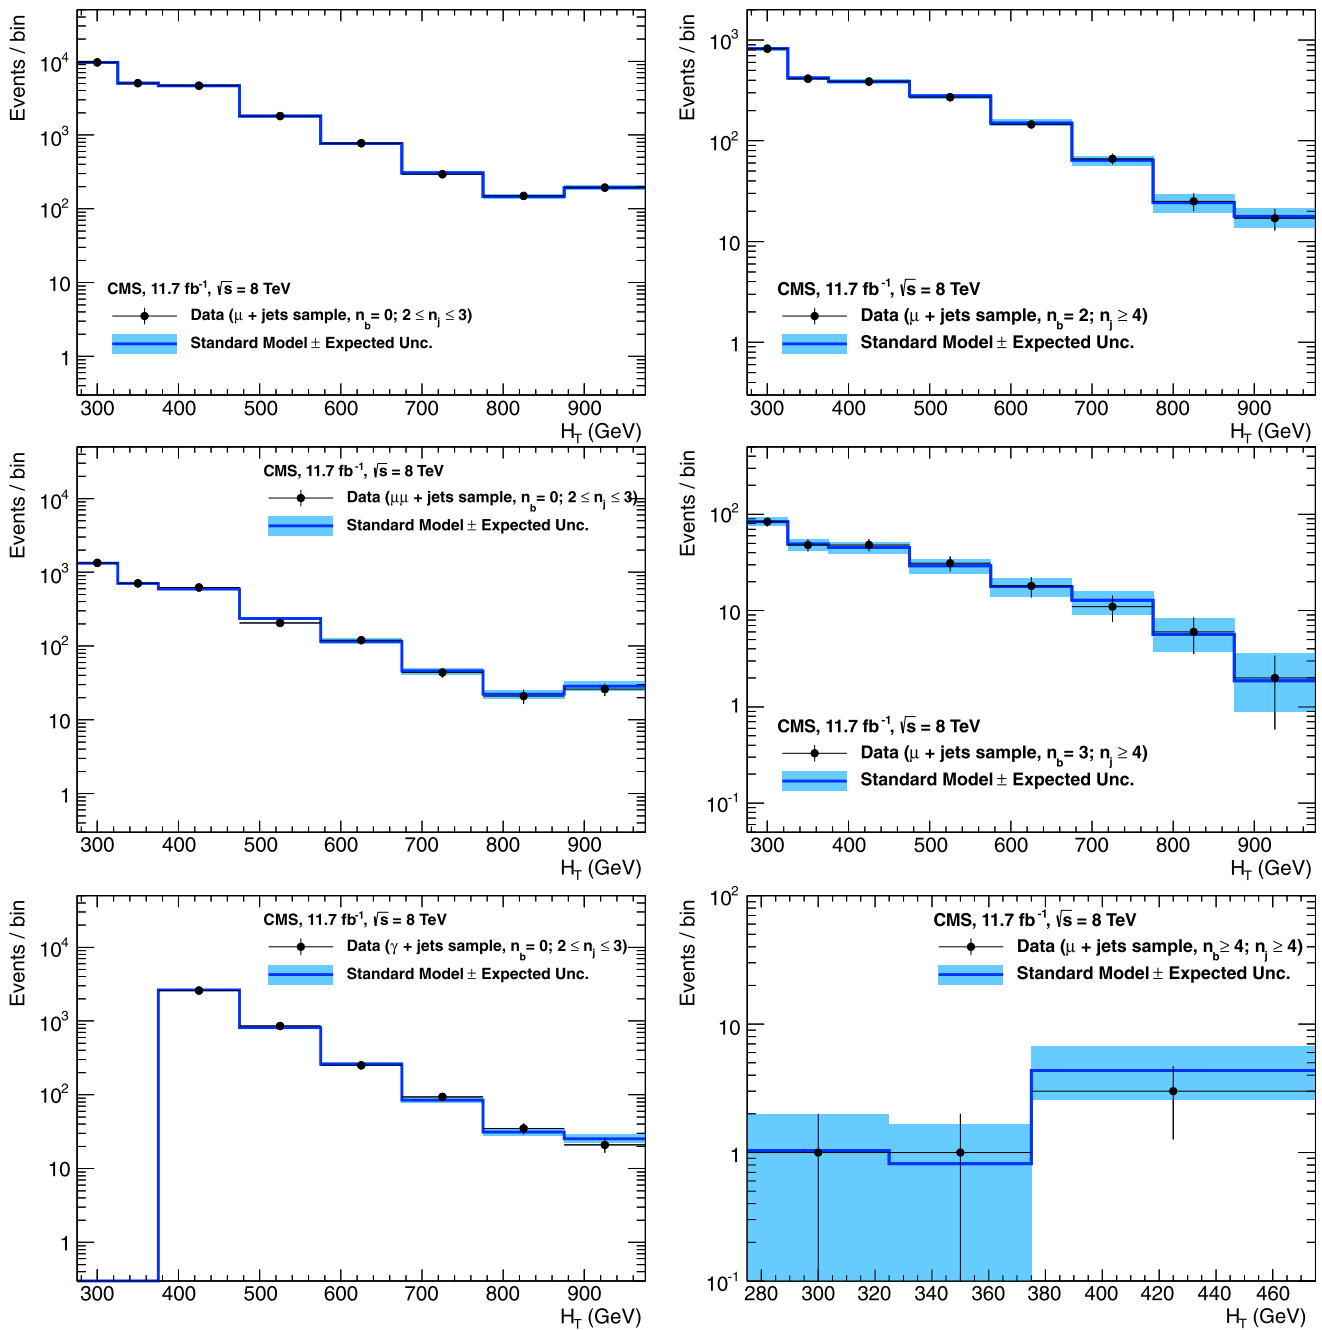 Events / bin
10⁴
10³
10²
10
1
CMS, 11.7 fb⁻¹, √s = 8 TeV
Data (μ + jets sample, n_b = 0; 2 ≤ n_j ≤ 3)
Standard Model ± Expected Unc.
300 400 500 600 700 800 900
H_T (GeV)
Events / bin
10³
10²
10
1
CMS, 11.7 fb⁻¹, √s = 8 TeV
Data (μ + jets sample, n_b = 2; n_j ≥ 4)
Standard Model ± Expected Unc.
300 400 500 600 700 800 900
H_T (GeV)
Events / bin
CMS, 11.7 fb⁻¹, √s = 8 TeV
Data (μμ + jets sample, n_b = 0; 2 ≤ n_j ≤ 3)
Standard Model ± Expected Unc.
10⁴
10³
10²
10
1
300 400 500 600 700 800 900
H_T (GeV)
Events / bin
10²
10
1
10⁻¹
CMS, 11.7 fb⁻¹, √s = 8 TeV
Data (μ + jets sample, n_b = 3; n_j ≥ 4)
Standard Model ± Expected Unc.
300 400 500 600 700 800 900
H_T (GeV)
Events / bin
CMS, 11.7 fb⁻¹, √s = 8 TeV
Data (γ + jets sample, n_b = 0; 2 ≤ n_j ≤ 3)
Standard Model ± Expected Unc.
10⁴
10³
10²
10
1
300 400 500 600 700 800 900
H_T (GeV)
Events / bin
CMS, 11.7 fb⁻¹, √s = 8 TeV
Data (μ + jets sample, n_b ≥ 4; n_j ≥ 4)
Standard Model ± Expected Unc.
10²
10
1
10⁻¹
280 300 320 340 360 380 400 420 440 460
H_T (GeV)